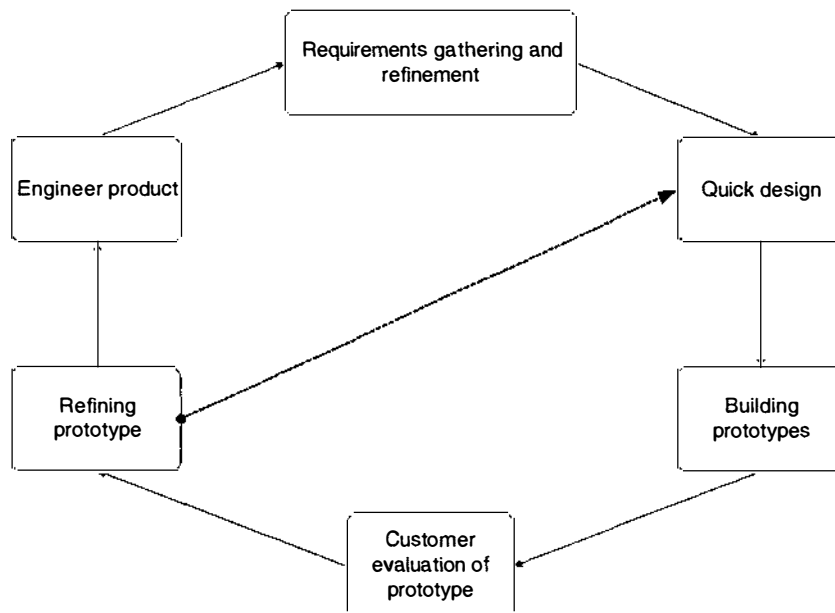 Requirements gathering and
refinement
Engineer product
Quick design
Refining
prototype
Building
prototypes
Customer
evaluation of
prototype